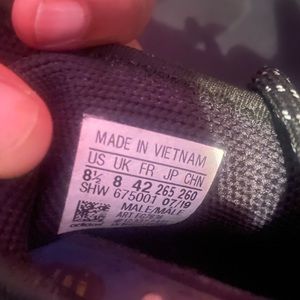 MADE IN VIETNAM
US UK FR JP CHN
8½ 8 42 265 260
SHW 675001 07/19
MALE/MALE
adidas